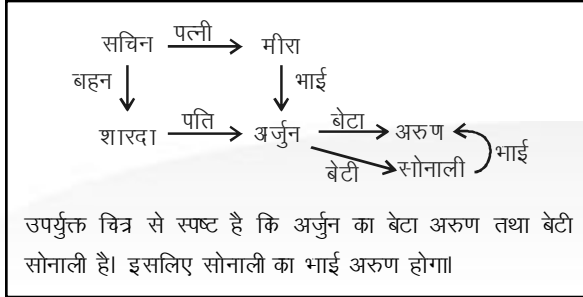 सचिन पत्नी मीरा
बहन भाई
शारदा पति अर्जुन बेटा अरुण
बेटी सोनाली भाई
उपर्युक्त चित्र से स्पष्ट है कि अर्जुन का बेटा अरुण तथा बेटी
सोनाली है। इसलिए सोनाली का भाई अरुण होगा।